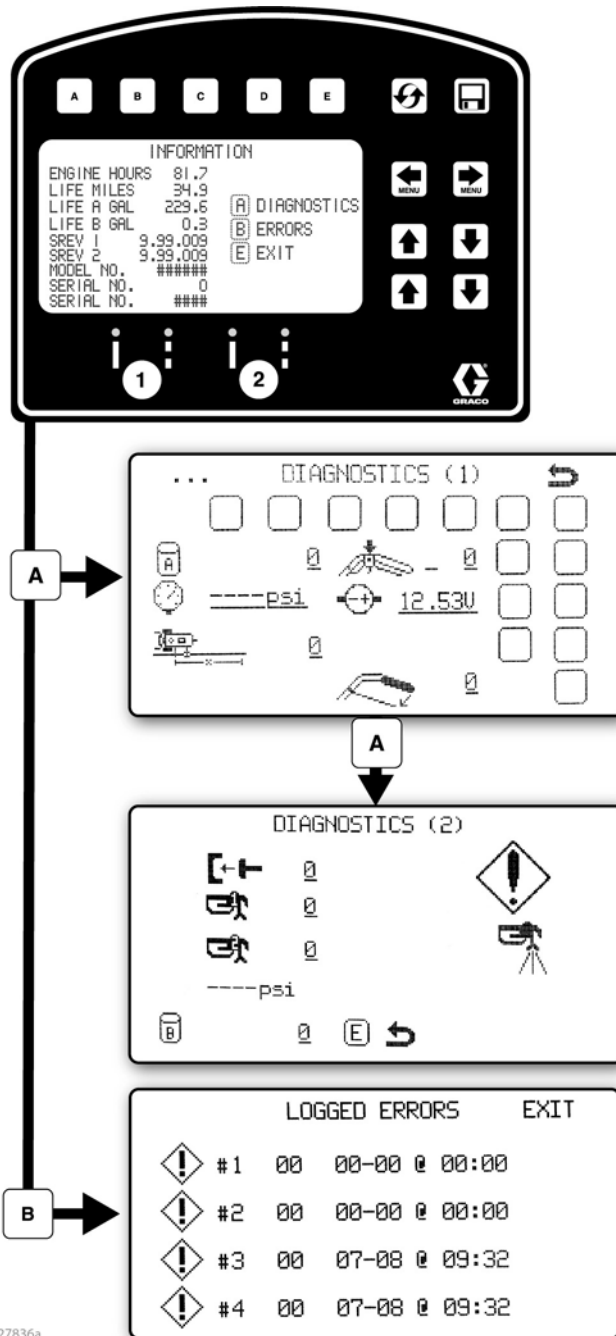 A B C D E
INFORMATION
ENGINE HOURS 81.7
LIFE MILES 34.9
LIFE A GAL 229.6
LIFE B GAL 0.3
SREV 1 9.99.009
SREV 2 9.99.009
MODEL NO. ######
SERIAL NO. 0
SERIAL NO. ####
A DIAGNOSTICS
B ERRORS
E EXIT
MENU MENU
1 2
GRACO
A
... DIAGNOSTICS (1)
A 0 _ 0
----psi 12.53V
x 0
0
A
DIAGNOSTICS (2)
0
0
0
----psi
B 0 E
B
LOGGED ERRORS EXIT
#1 00 00-00 @ 00:00
#2 00 00-00 @ 00:00
#3 00 07-08 @ 09:32
#4 00 07-08 @ 09:32
27836a